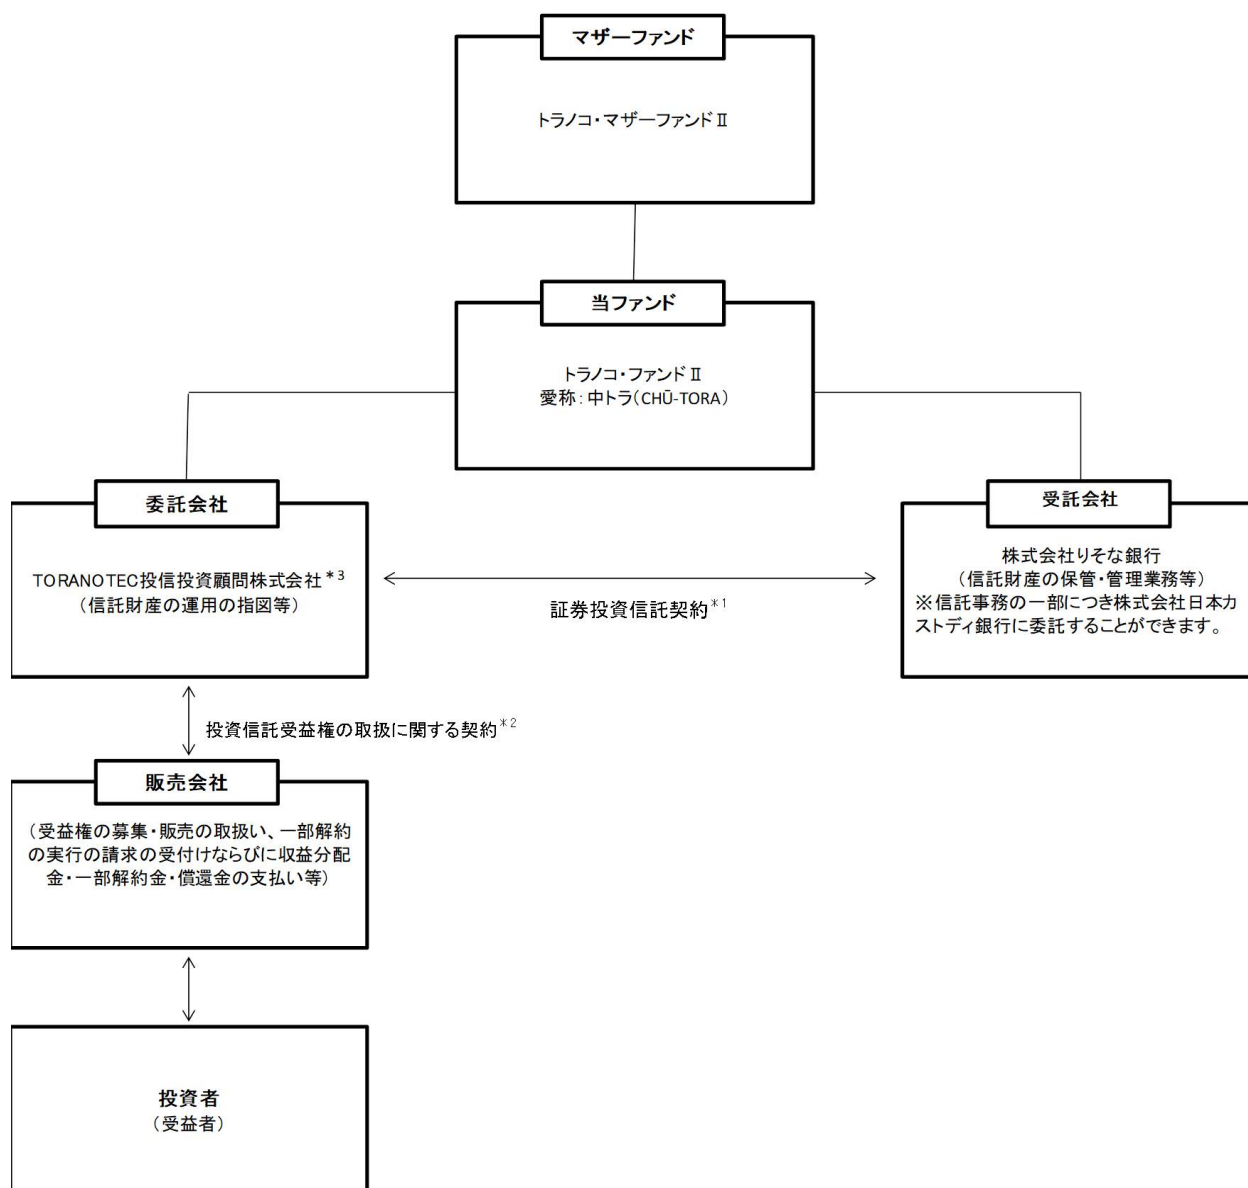 マザーファンド
トラノコ・マザーファンドⅡ
当ファンド
トラノコ・ファンドⅡ
愛称：中トラ（CHŪ-TORA）
委託会社
TORANOTEC投信投資顧問株式会社＊3
（信託財産の運用の指図等）
証券投資信託契約＊1
受託会社
株式会社りそな銀行
（信託財産の保管・管理業務等）
※信託事務の一部につき株式会社日本カ
ストディ銀行に委託することができます。
投資信託受益権の取扱に関する契約＊2
販売会社
（受益権の募集・販売の取扱い、一部解約
の実行の請求の受付けならびに収益分配
金・一部解約金・償還金の支払い等）
投資者
（受益者）